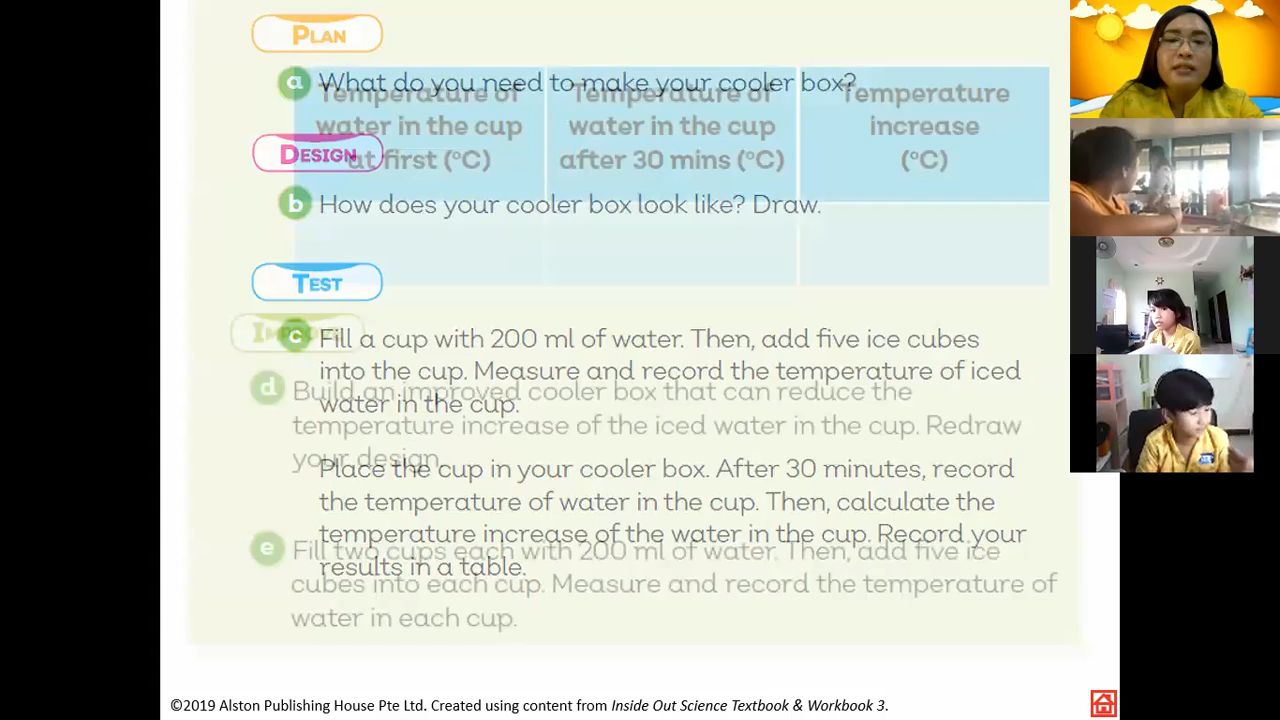 PLAN
a What do you need to make your cooler box?
Temperature of water in the cup at first (°C)
Temperature of water in the cup after 30 mins (°C)
Temperature increase (°C)
DESIGN
b How does your cooler box look like? Draw.
TEST
c Fill a cup with 200 ml of water. Then, add five ice cubes
into the cup. Measure and record the temperature of iced
water in the cup.
Place the cup in your cooler box. After 30 minutes, record
the temperature of water in the cup. Then, calculate the
temperature increase of the water in the cup. Record your
results in a table.
d Build an improved cooler box that can reduce the
temperature increase of the iced water in the cup. Redraw
your design.
e Fill two cups each with 200 ml of water. Then, add five ice
cubes into each cup. Measure and record the temperature of
water in each cup.
©2019 Alston Publishing House Pte Ltd. Created using content from Inside Out Science Textbook & Workbook 3.